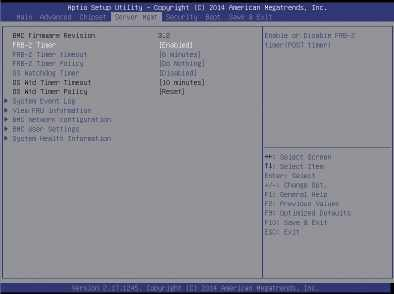 Aptio Setup Utility - Copyright (C) 2014 American Megatrends, Inc.
Main Advanced Chipset Server Mgmt Security Boot Save & Exit
BMC Firmware Revision 3.2
FRB-2 Timer [Enabled]
FRB-2 Timer timeout [6 minutes]
FRB-2 Timer Policy [Do Nothing]
OS Watchdog Timer [Disabled]
OS Wtd Timer Timeout [10 minutes]
OS Wtd Timer Policy [Reset]
System Event Log
View FRU information
BMC network configuration
BMC User Settings
System Health Information
Enable or Disable FRB-2
timer(POST timer)
→←: Select Screen
↑↓: Select Item
Enter: Select
+/-: Change Opt.
F1: General Help
F2: Previous Values
F9: Optimized Defaults
F10: Save & Exit
ESC: Exit
Version 2.17.1245. Copyright (C) 2014 American Megatrends, Inc.